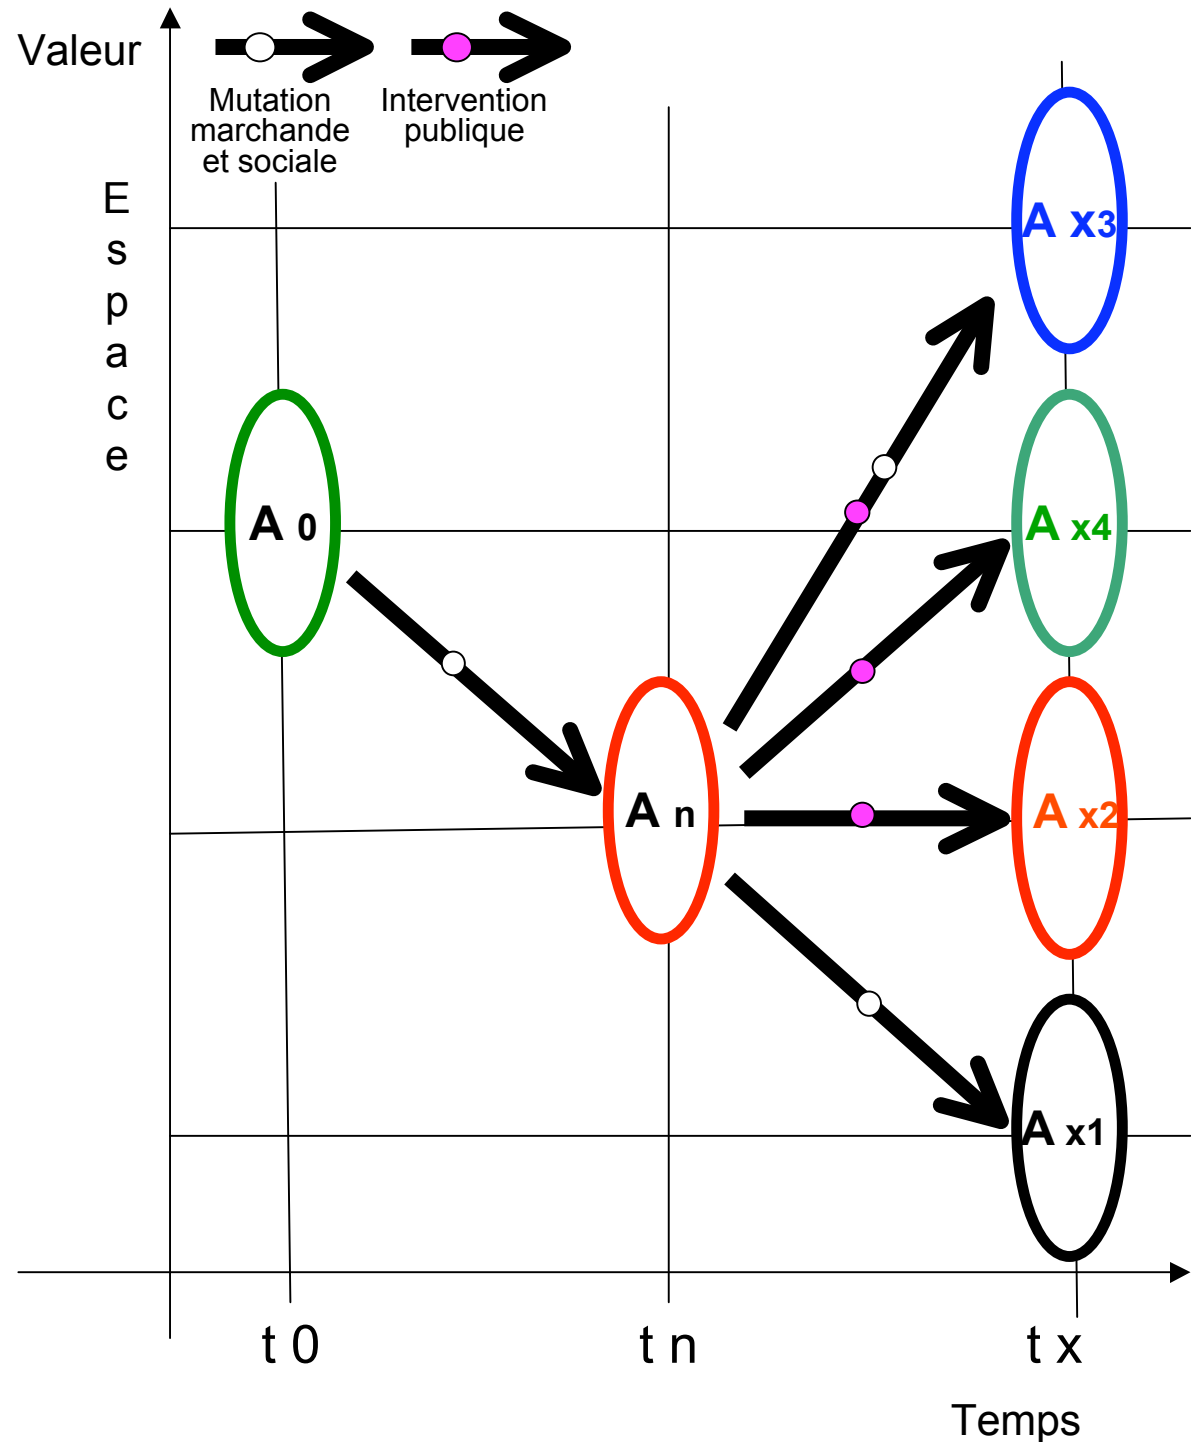 Valeur
Mutation
marchande
et sociale
Intervention
publique
E
s
p
a
c
e
A x3
A 0
A x4
A n
A x2
A x1
t 0
t n
t x
Temps